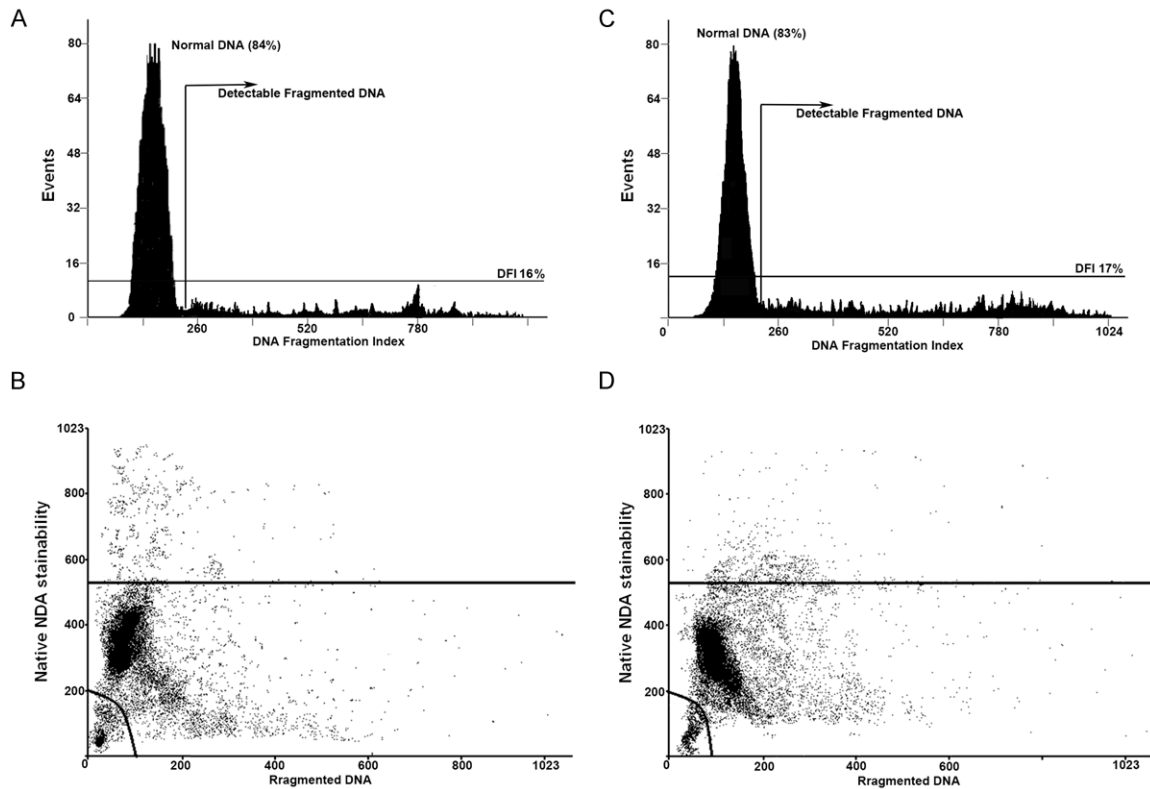 A
Normal DNA (84%)
Detectable Fragmented DNA
DFI 16%
Events
80
64
48
32
16
0
260
520
780
DNA Fragmentation Index
C
Normal DNA (83%)
Detectable Fragmented DNA
DFI 17%
Events
80
64
48
32
16
0
260
520
780
1024
DNA Fragmentation Index
B
Native NDA stainability
1023
800
600
400
200
0
200
400
600
800
1023
Rragmented DNA
D
Native NDA stainability
1023
800
600
400
200
0
200
400
600
1023
Rragmented DNA